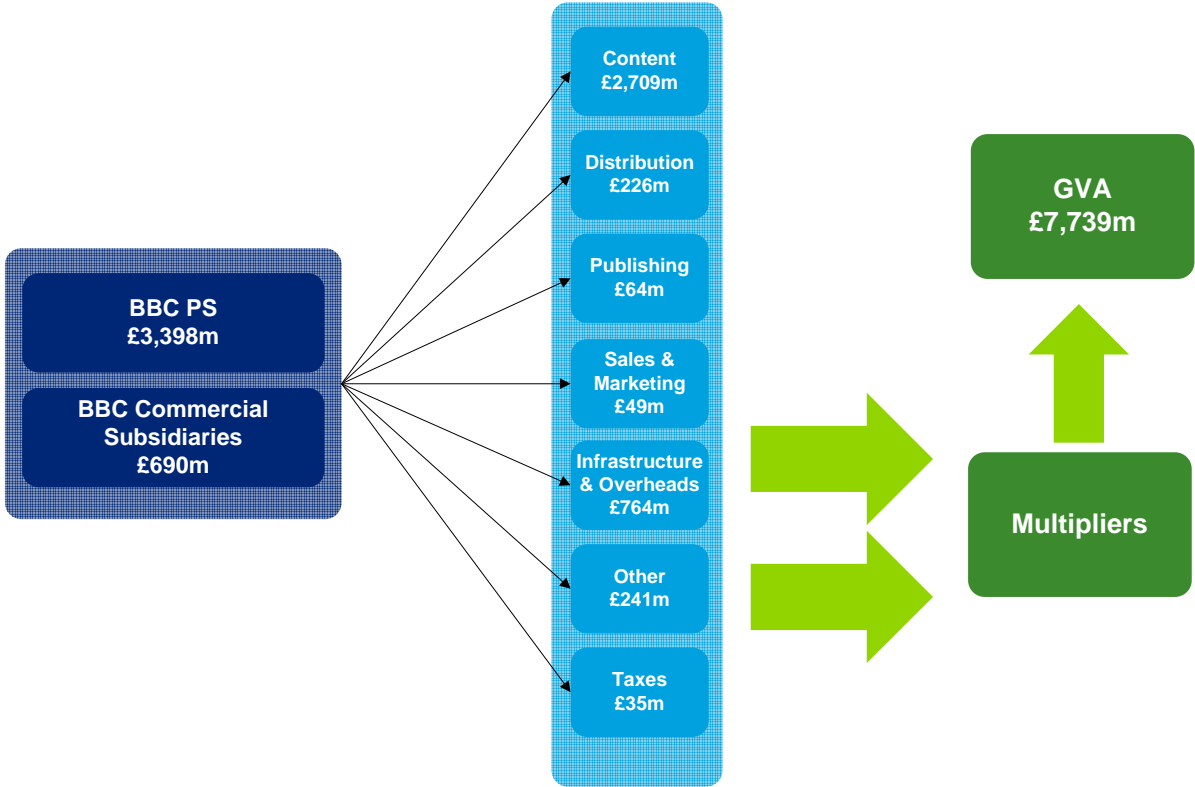 BBC PS
£3,398m
BBC Commercial
Subsidiaries
£690m
Content
£2,709m
Distribution
£226m
Publishing
£64m
Sales &
Marketing
£49m
Infrastructure
& Overheads
£764m
Other
£241m
Taxes
£35m
GVA
£7,739m
Multipliers